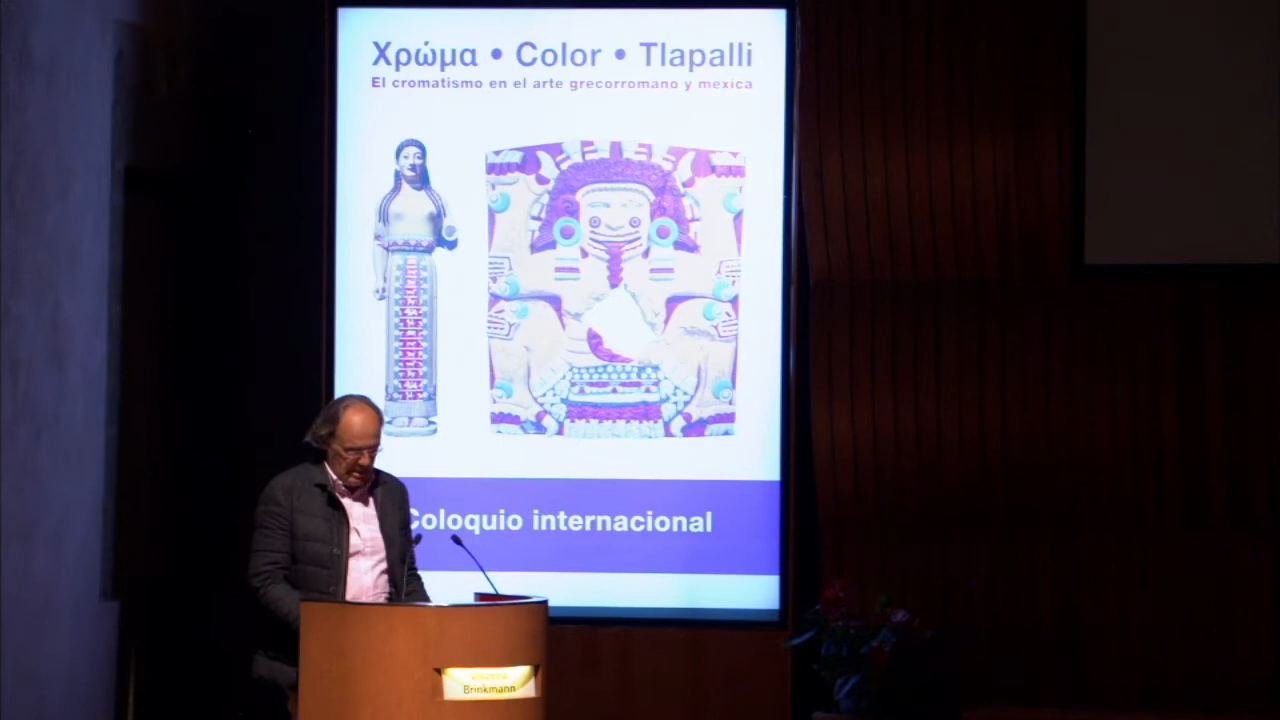 Χρώμα • Color • Tlapalli
El cromatismo en el arte grecorromano y mexica
Coloquio internacional
Brinkmann